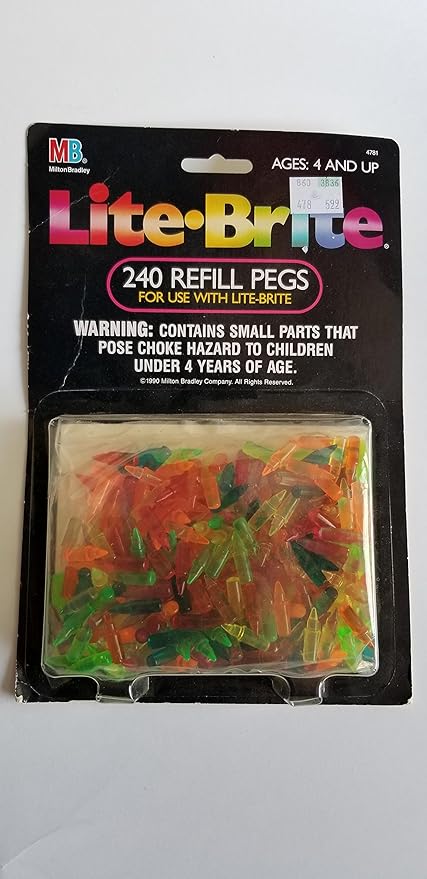 MB®
Milton Bradley
4781
AGES: 4 AND UP
Lite•Brite®
860 3536
478 522
240 REFILL PEGS
FOR USE WITH LITE-BRITE
WARNING: CONTAINS SMALL PARTS THAT
POSE CHOKE HAZARD TO CHILDREN
UNDER 4 YEARS OF AGE.
©1990 Milton Bradley Company. All Rights Reserved.